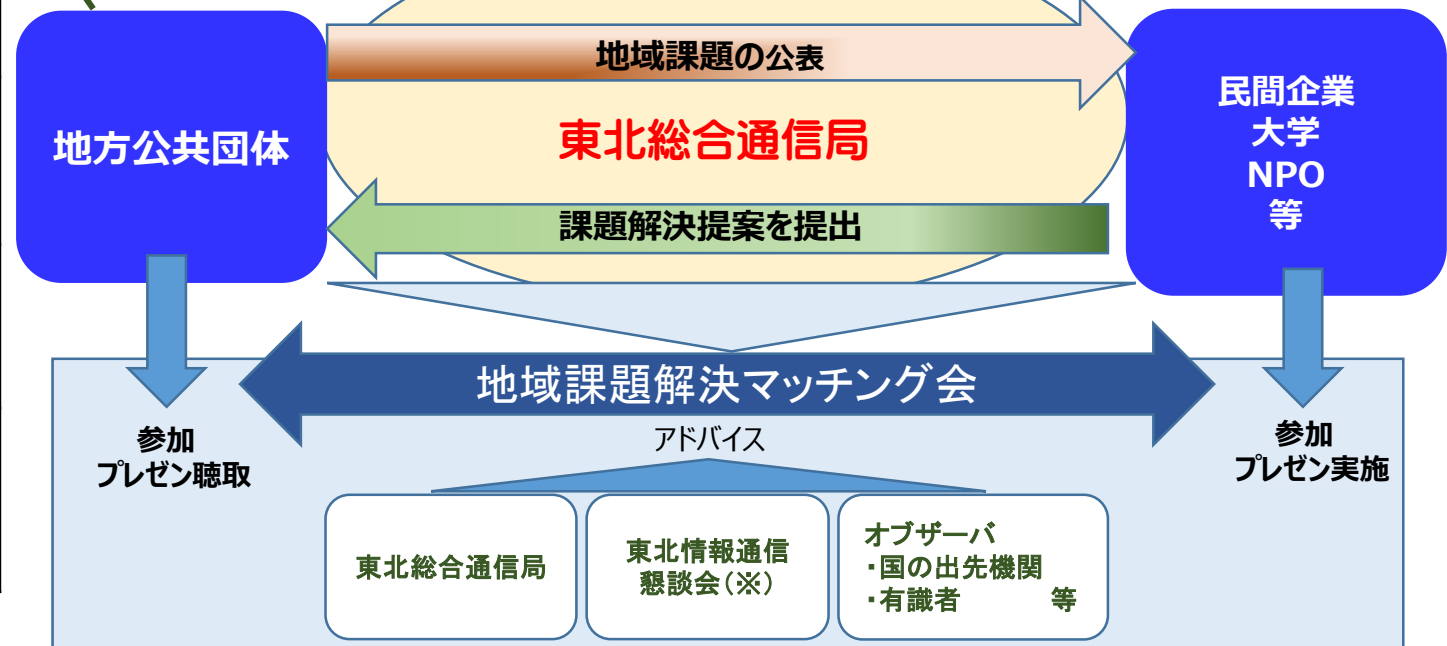 地域課題の公表
地方公共団体
東北総合通信局
民間企業
大学
NPO
等
課題解決提案を提出
地域課題解決マッチング会
アドバイス
参加
プレゼン聴取
参加
プレゼン実施
東北総合通信局
東北情報通信
懇談会(※)
オブザーバ
・国の出先機関
・有識者　　　等